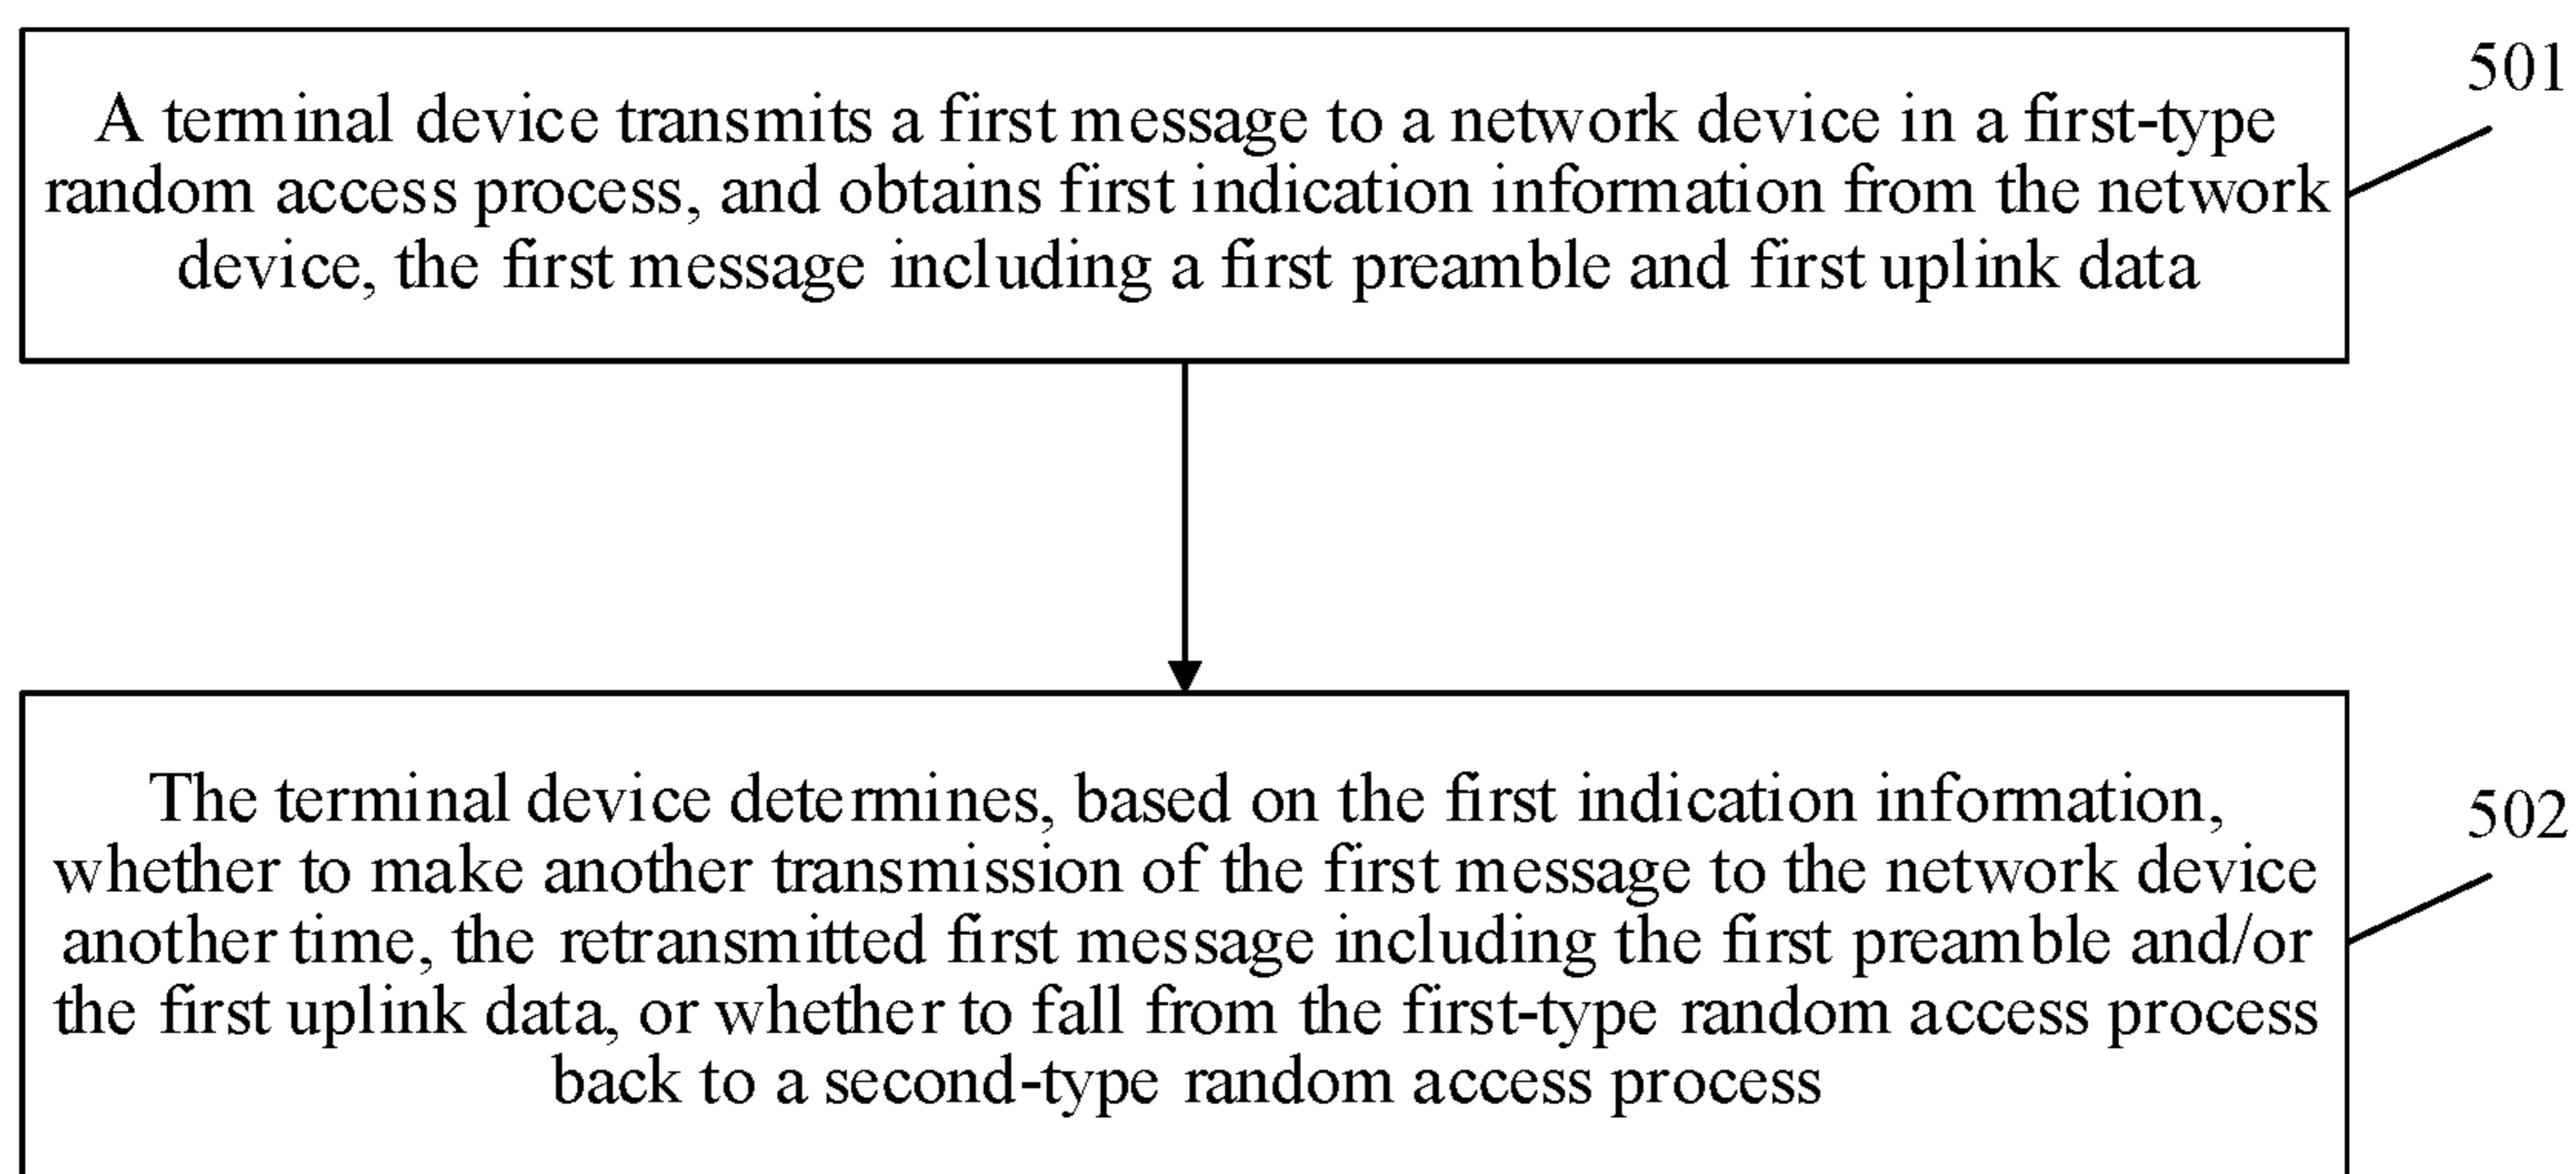 501
A terminal device transmits a first message to a network device in a first-type
random access process, and obtains first indication information from the network
device, the first message including a first preamble and first uplink data
The terminal device determines, based on the first indication information,
502
whether to make another transmission of the first message to the network device
another time, the retransmitted first message including the first preamble and/or
the first uplink data, or whether to fall from the first-type random access process
back to a second-type random access process